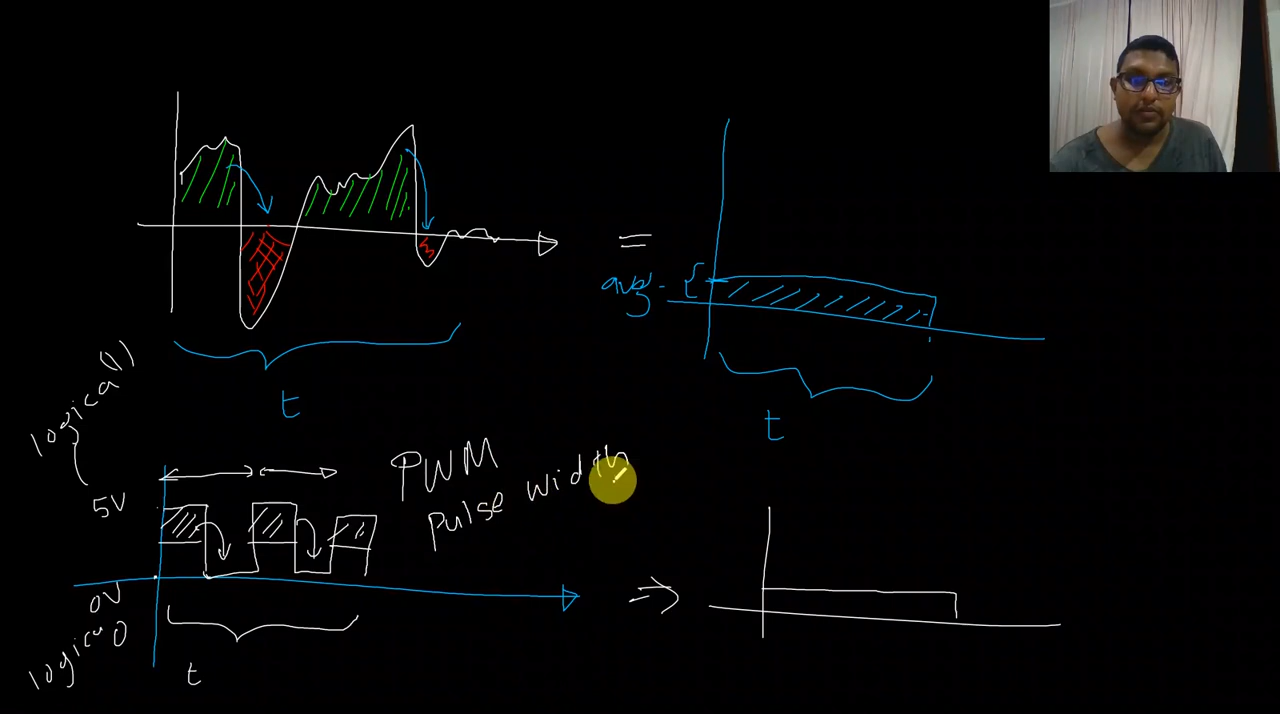 =
avg
t
t
logical(1)
5V
PWM
pulse width
0V
logical 0
t